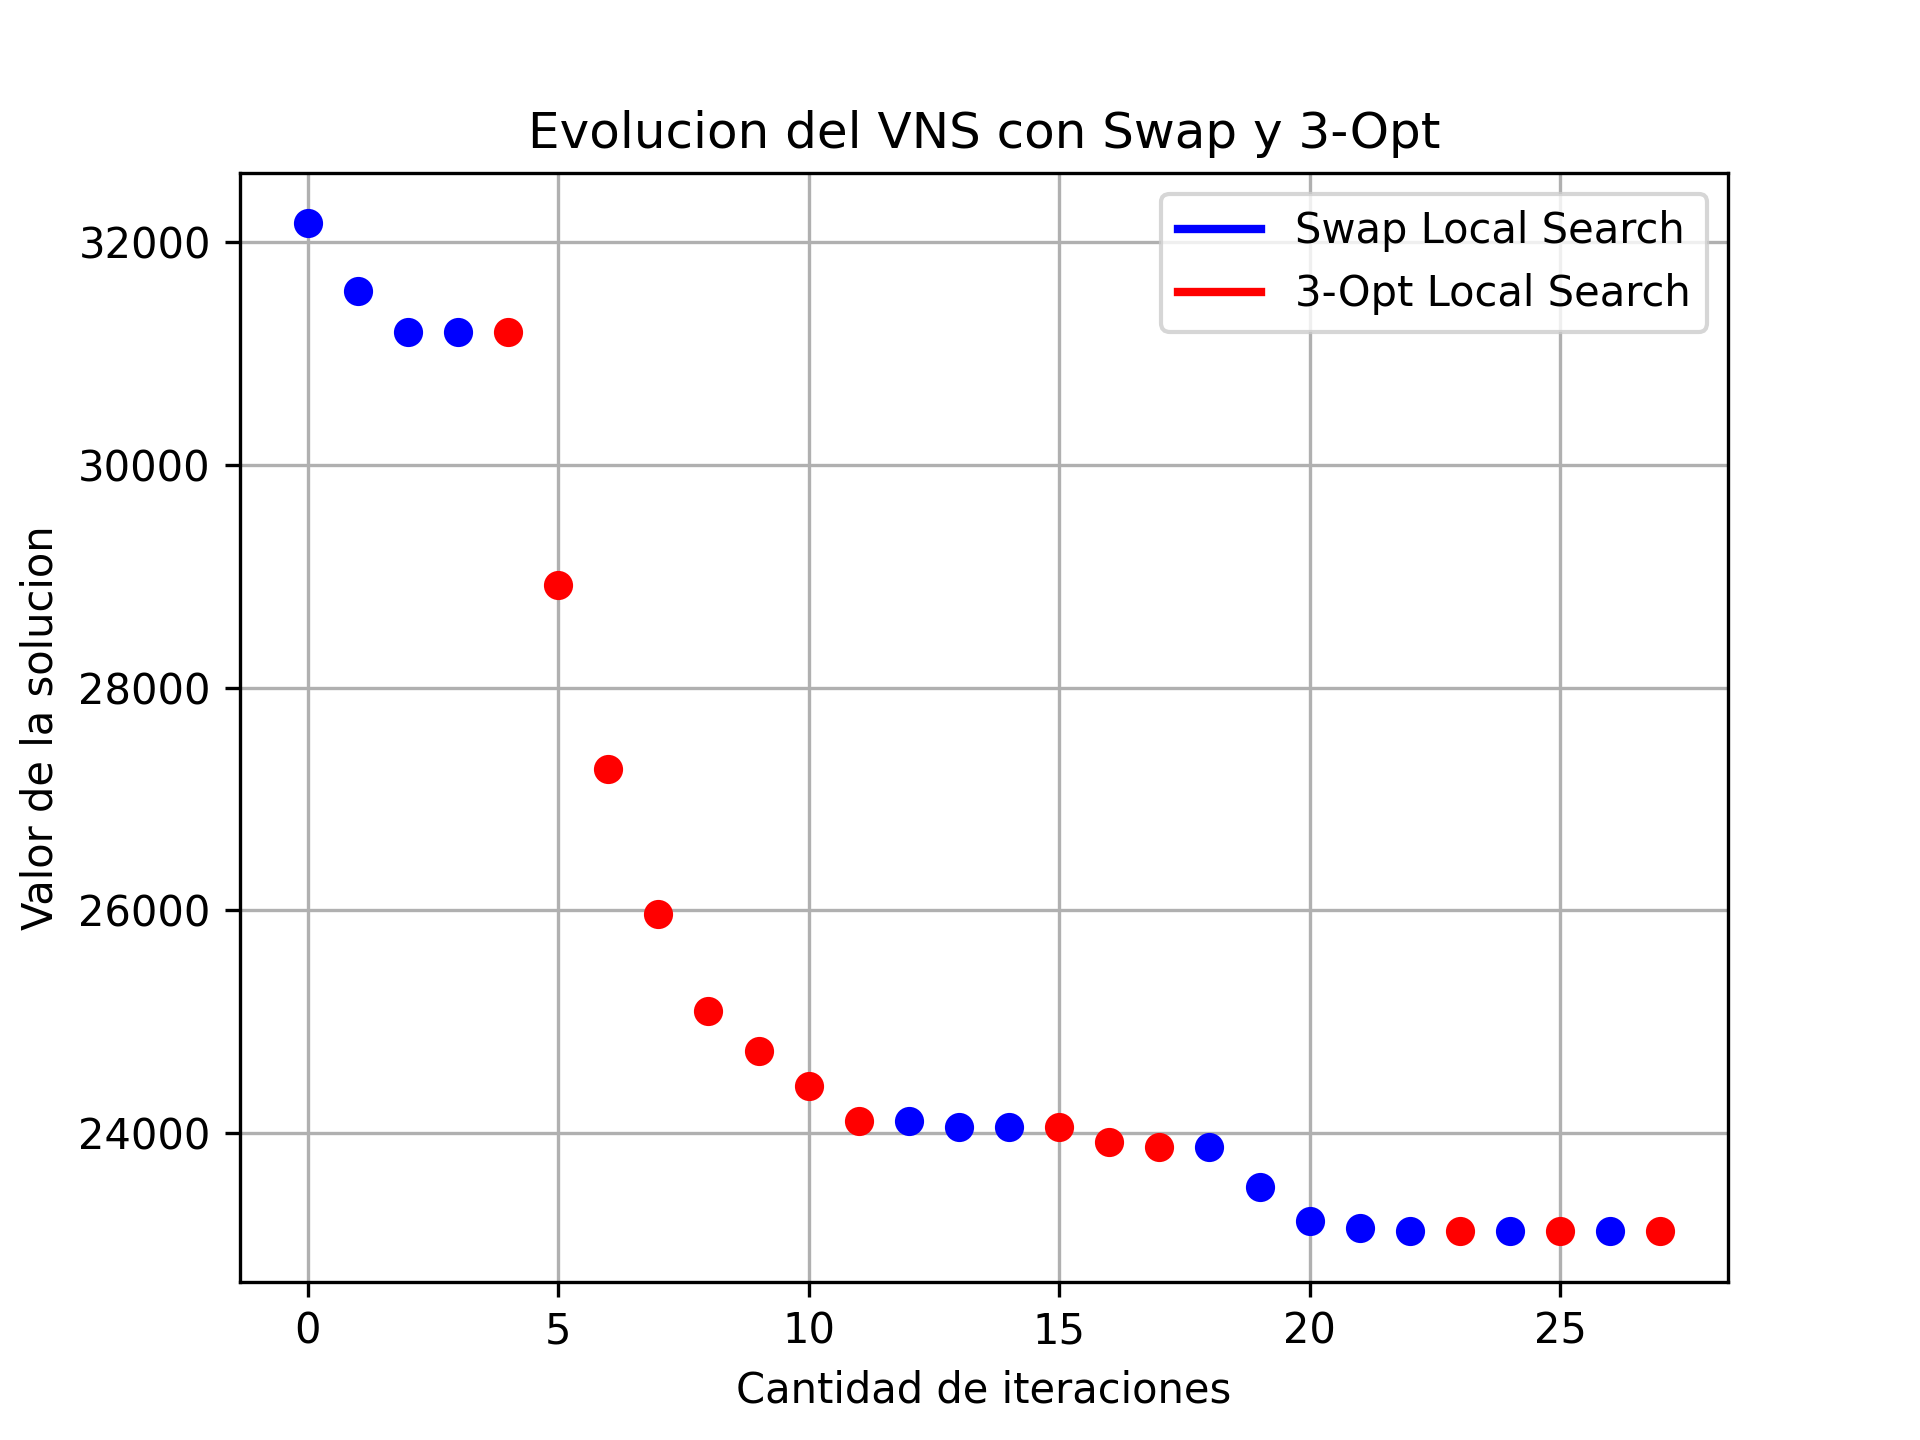 Evolucion del VNS con Swap y 3-Opt
Swap Local Search
3-Opt Local Search
32000
30000
28000
26000
24000
Valor de la solucion
0 5 10 15 20 25
Cantidad de iteraciones